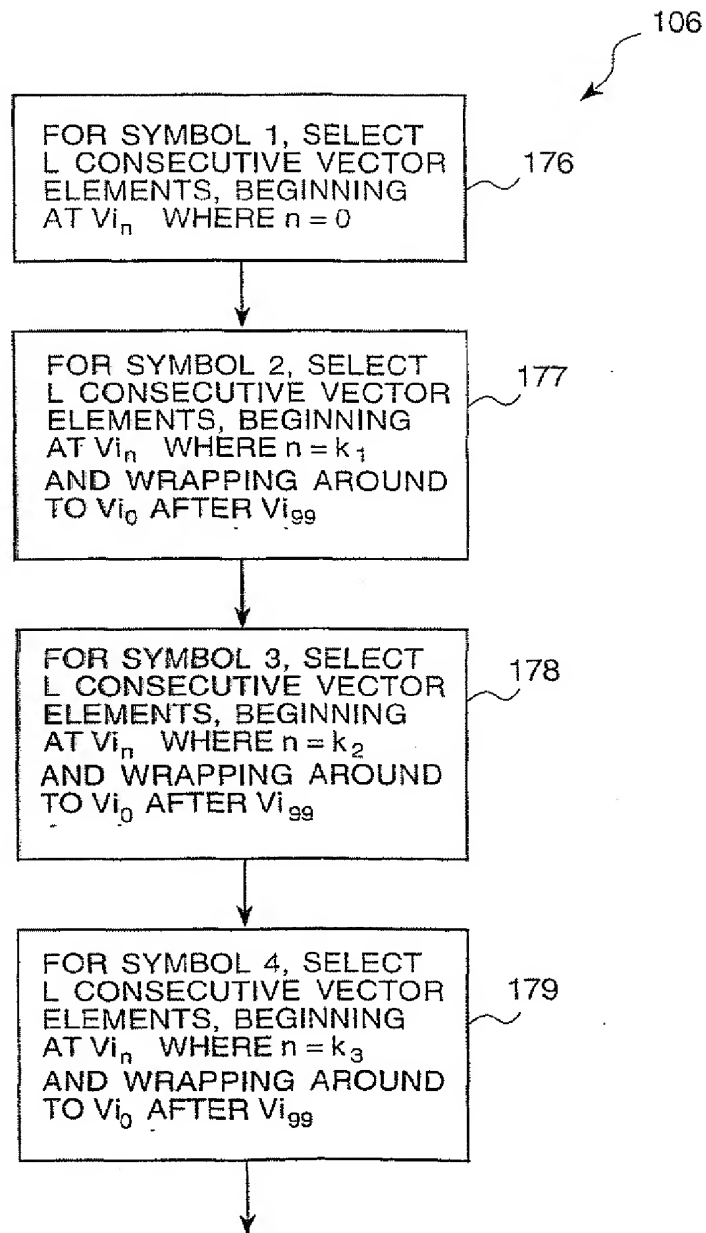 106
FOR SYMBOL 1, SELECT
L CONSECUTIVE VECTOR
ELEMENTS, BEGINNING
AT Viₙ WHERE n = 0
176
FOR SYMBOL 2, SELECT
L CONSECUTIVE VECTOR
ELEMENTS, BEGINNING
AT Viₙ WHERE n = k₁
AND WRAPPING AROUND
TO Vi₀ AFTER Vi₉₉
177
FOR SYMBOL 3, SELECT
L CONSECUTIVE VECTOR
ELEMENTS, BEGINNING
AT Viₙ WHERE n = k₂
AND WRAPPING AROUND
TO Vi₀ AFTER Vi₉₉
178
FOR SYMBOL 4, SELECT
L CONSECUTIVE VECTOR
ELEMENTS, BEGINNING
AT Viₙ WHERE n = k₃
AND WRAPPING AROUND
TO Vi₀ AFTER Vi₉₉
179